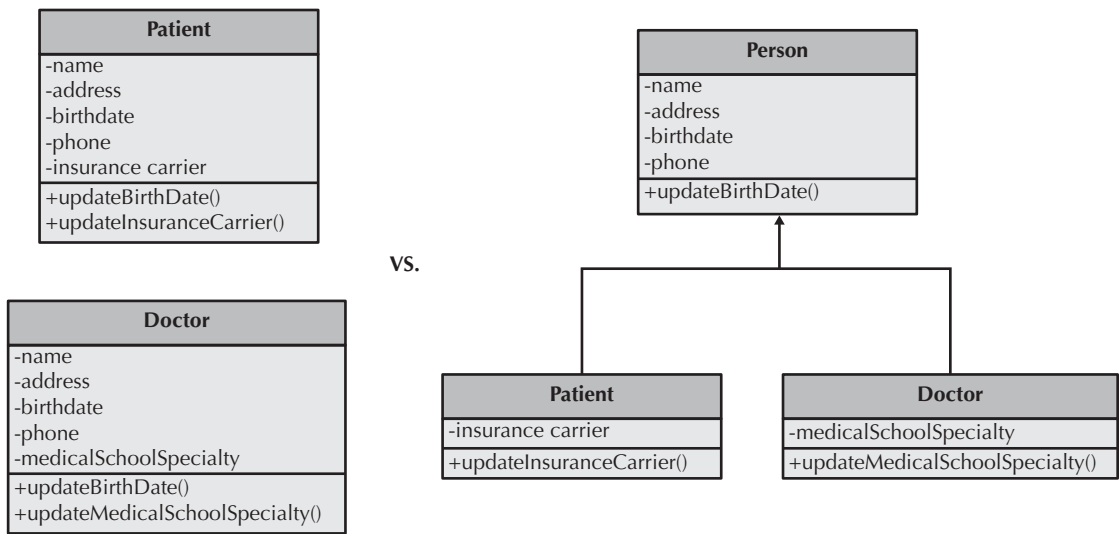 Patient
-name
-address
-birthdate
-phone
-insurance carrier
+updateBirthDate()
+updateInsuranceCarrier()
Doctor
-name
-address
-birthdate
-phone
-medicalSchoolSpecialty
+updateBirthDate()
+updateMedicalSchoolSpecialty()
VS.
Person
-name
-address
-birthdate
-phone
+updateBirthDate()
Patient
-insurance carrier
+updateInsuranceCarrier()
Doctor
-medicalSchoolSpecialty
+updateMedicalSchoolSpecialty()